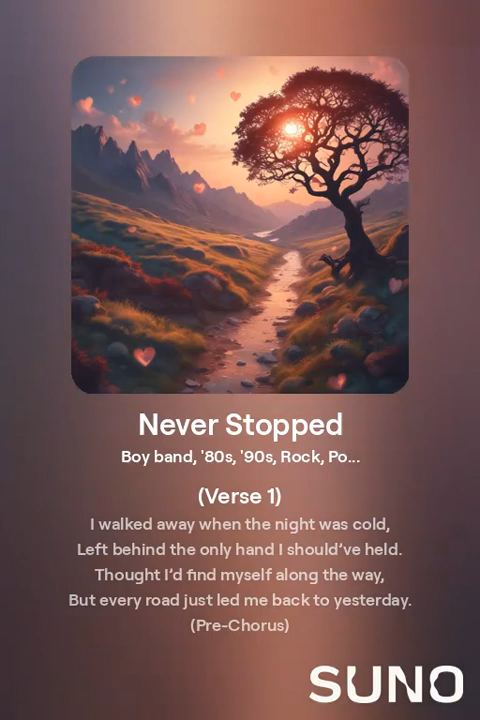 Never Stopped
Boy band, '80s, '90s, Rock, Po...
(Verse 1)
I walked away when the night was cold,
Left behind the only hand I should’ve held.
Thought I’d find myself along the way,
But every road just led me back to yesterday.
(Pre-Chorus)
SUNO